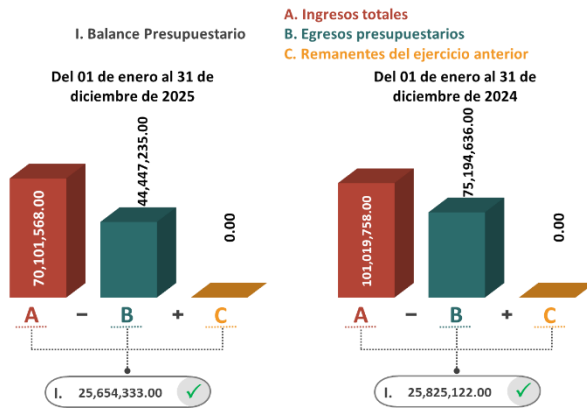 I. Balance Presupuestario
A. Ingresos totales
B. Egresos presupuestarios
C. Remanentes del ejercicio anterior
Del 01 de enero al 31 de
diciembre de 2025
70,101,568.00
44,447,235.00
0.00
A – B + C
I. 25,654,333.00 ✓
Del 01 de enero al 31 de
diciembre de 2024
101,019,758.00
75,194,636.00
0.00
A – B + C
I. 25,825,122.00 ✓